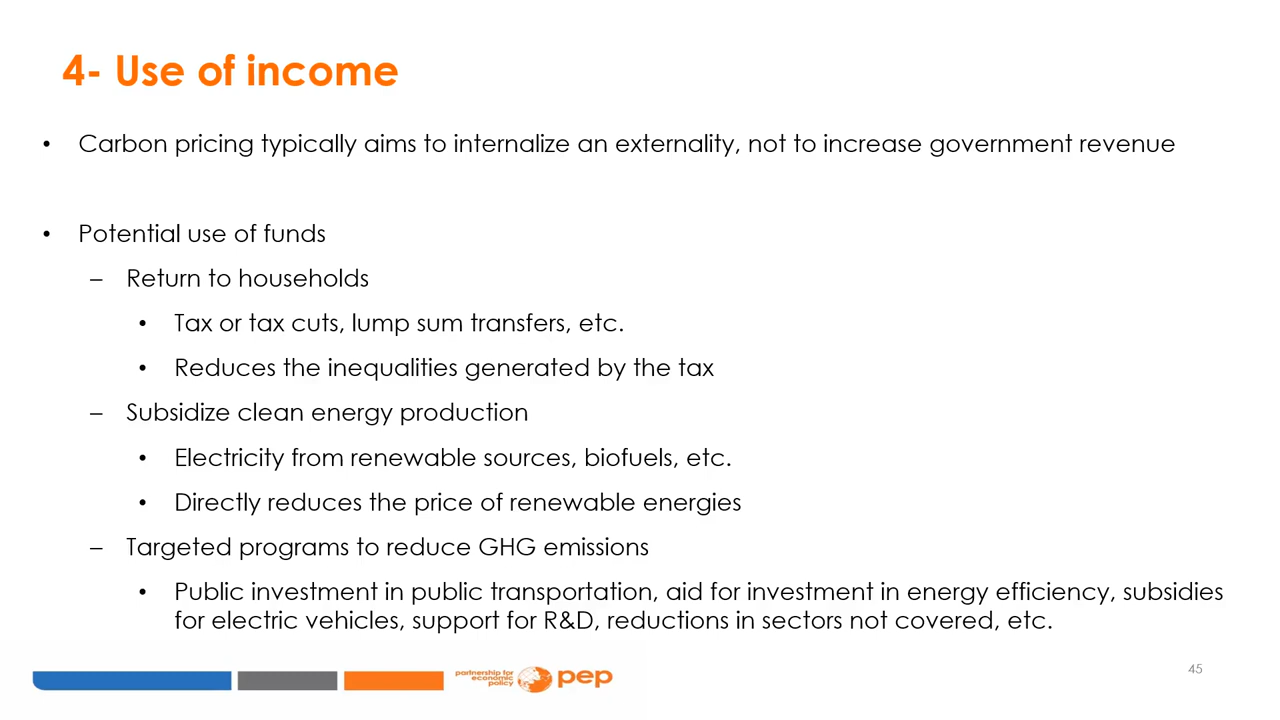 4- Use of income
• Carbon pricing typically aims to internalize an externality, not to increase government revenue
• Potential use of funds
– Return to households
• Tax or tax cuts, lump sum transfers, etc.
• Reduces the inequalities generated by the tax
– Subsidize clean energy production
• Electricity from renewable sources, biofuels, etc.
• Directly reduces the price of renewable energies
– Targeted programs to reduce GHG emissions
• Public investment in public transportation, aid for investment in energy efficiency, subsidies
for electric vehicles, support for R&D, reductions in sectors not covered, etc.
partnership for
economic
policy
pep
45